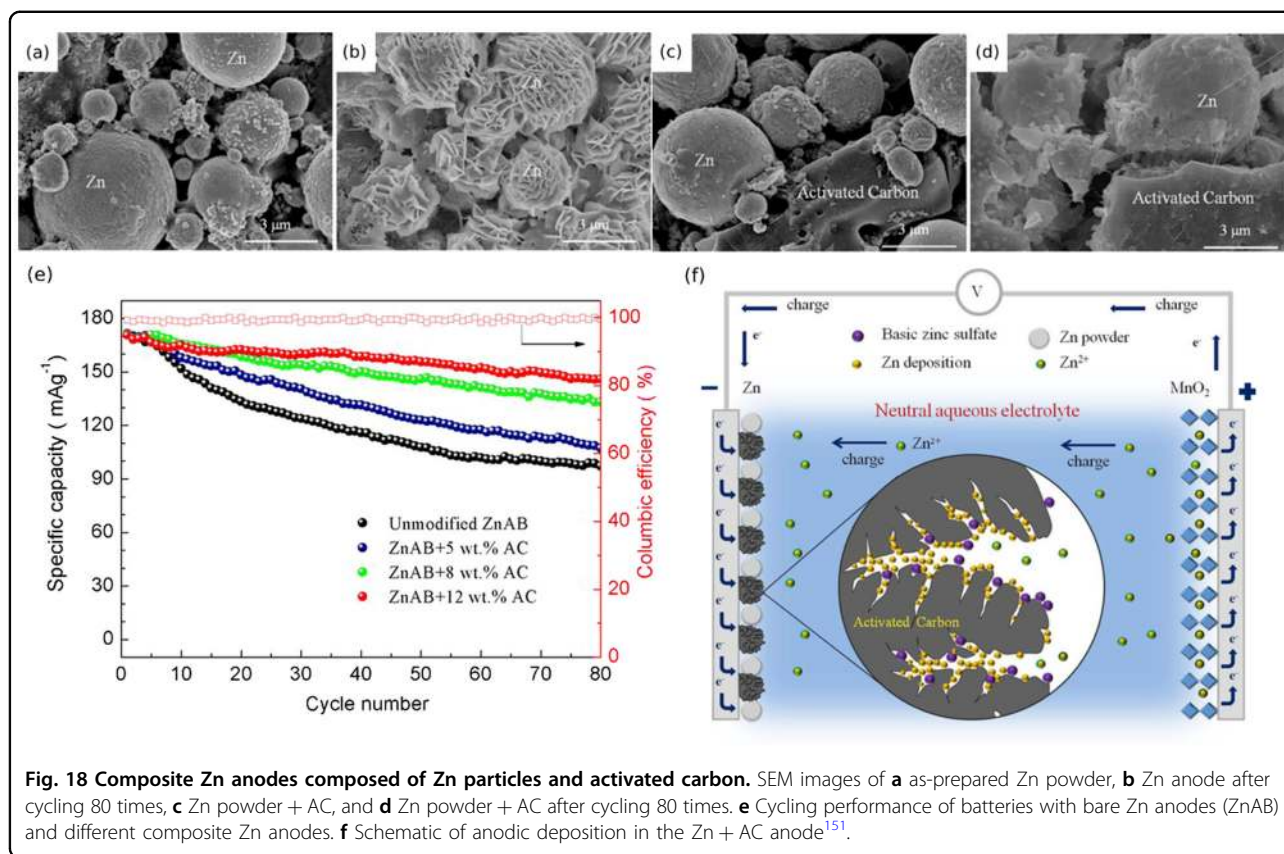 (a)
Zn
Zn
3 μm
(b)
Zn
Zn
3 μm
(c)
Zn
Activated Carbon
3 μm
(d)
Zn
Activated Carbon
3 μm
(e)
180
150
120
90
60
30
0
Specific capacity ( mAg⁻¹)
0 10 20 30 40 50 60 70 80
Cycle number
100
80
60
40
20
0
Columbic efficiency ( %)
Unmodified ZnAB
ZnAB+5 wt.% AC
ZnAB+8 wt.% AC
ZnAB+12 wt.% AC
(f)
V
charge
charge
e⁻
e⁻
Basic zinc sulfate
Zn powder
Zn deposition
Zn²⁺
Zn
MnO₂
−
+
Neutral aqueous electrolyte
Zn²⁺
charge
charge
Activated Carbon
e⁻
e⁻
e⁻
e⁻
e⁻
e⁻
e⁻
e⁻
e⁻
e⁻
e⁻
e⁻
Fig. 18 Composite Zn anodes composed of Zn particles and activated carbon. SEM images of a as-prepared Zn powder, b Zn anode after
cycling 80 times, c Zn powder + AC, and d Zn powder + AC after cycling 80 times. e Cycling performance of batteries with bare Zn anodes (ZnAB)
and different composite Zn anodes. f Schematic of anodic deposition in the Zn + AC anode¹⁵¹.